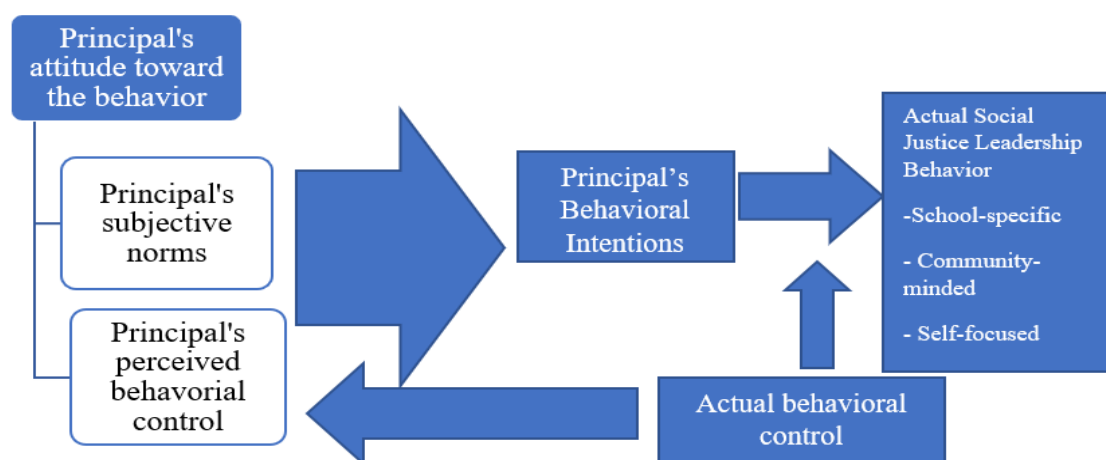 Principal's
attitude toward
the behavior
Principal's
subjective
norms
Principal's
perceived
behavorial
control
Principal’s
Behavioral
Intentions
Actual Social
Justice Leadership
Behavior
-School-specific
- Community-
minded
- Self-focused
Actual behavioral
control